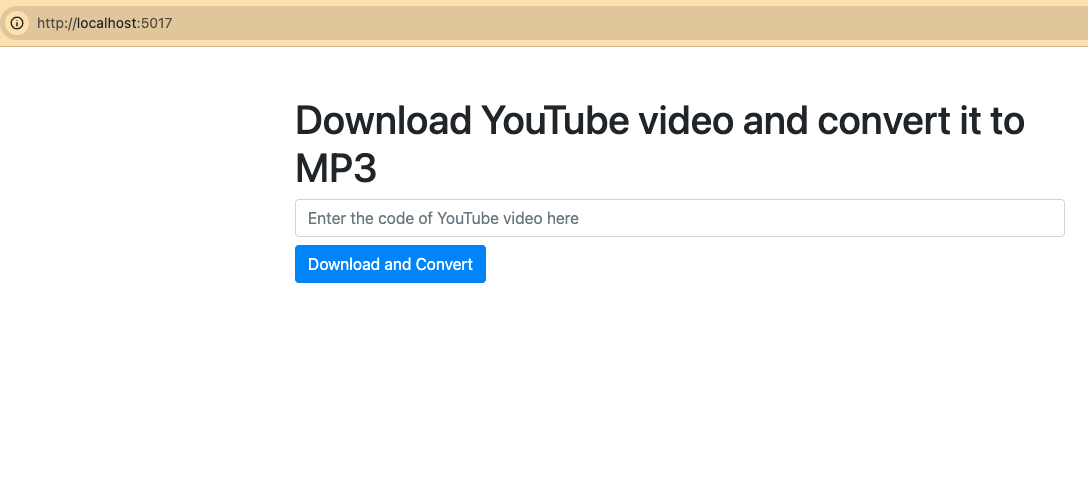 http://localhost:5017
Download YouTube video and convert it to
MP3
Enter the code of YouTube video here
Download and Convert